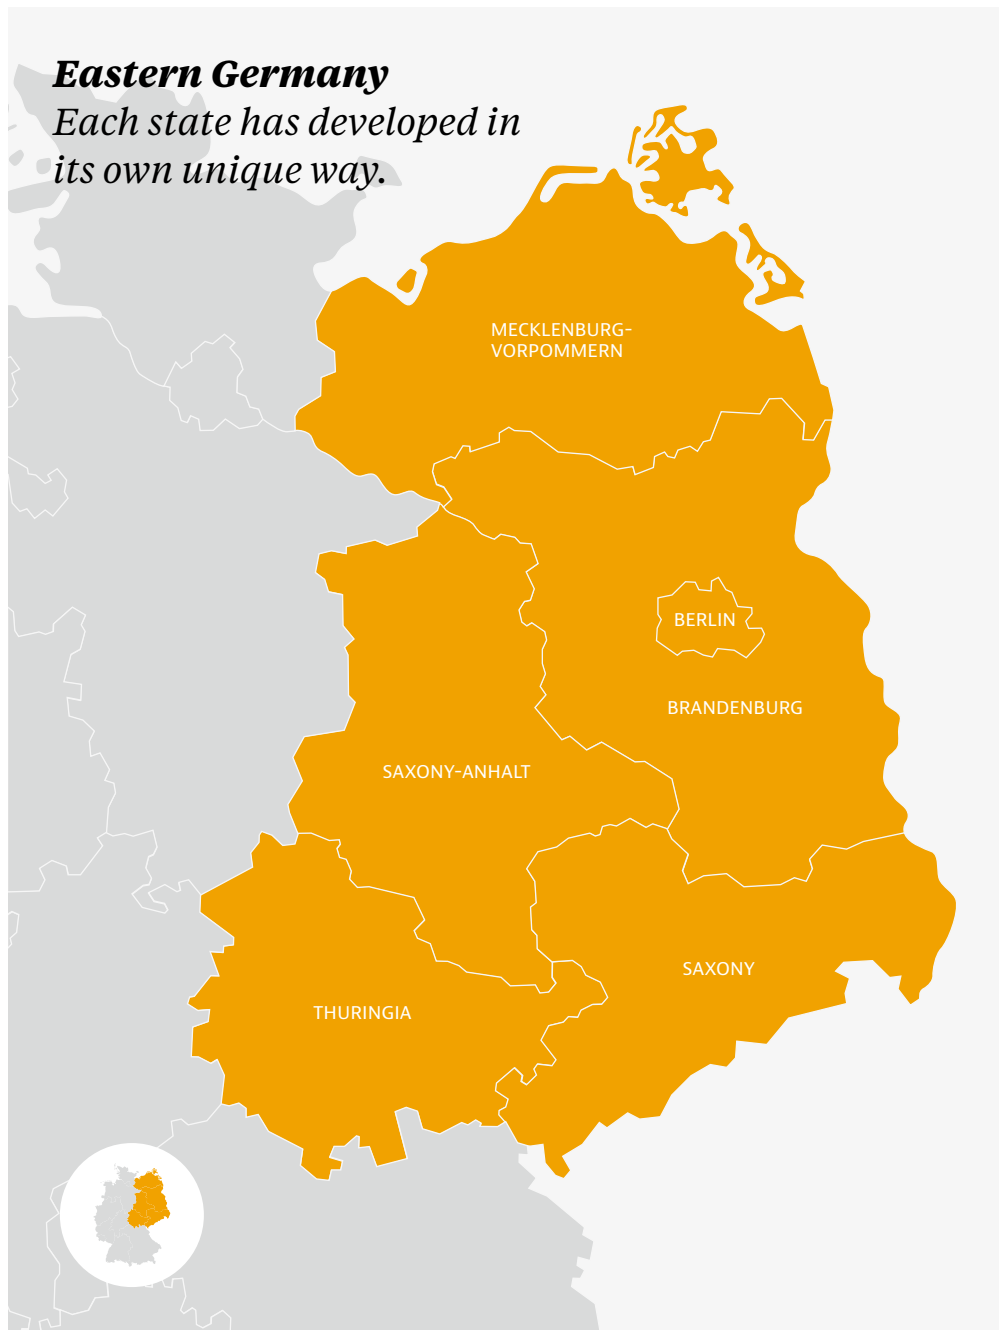 Eastern Germany
Each state has developed in
its own unique way.
MECKLENBURG-
VORPOMMERN
BERLIN
BRANDENBURG
SAXONY-ANHALT
SAXONY
THURINGIA